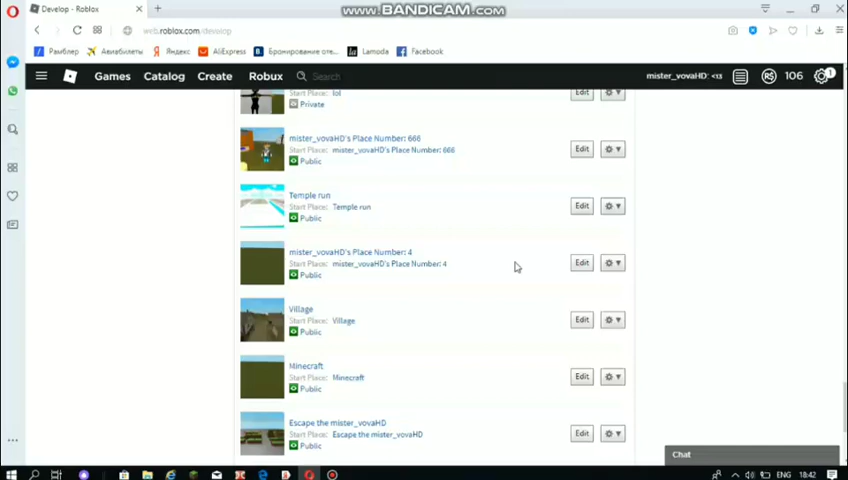 Develop - Roblox
www.BANDICAM.com
web.roblox.com/develop
Рамблер Авиабилеты Яндекс AliExpress Бронирование оте... Lamoda Facebook
Games Catalog Create Robux Search mister_vovaHD: <13 106 1
Start Place: lol Edit
Private
mister_vovaHD's Place Number: 666
Start Place: mister_vovaHD's Place Number: 666 Edit
Public
Temple run
Start Place: Temple run Edit
Public
mister_vovaHD's Place Number: 4
Start Place: mister_vovaHD's Place Number: 4 Edit
Public
Village
Start Place: Village Edit
Public
Minecraft
Start Place: Minecraft Edit
Public
Escape the mister_vovaHD
Start Place: Escape the mister_vovaHD Edit
Public
Chat
ENG 18:42